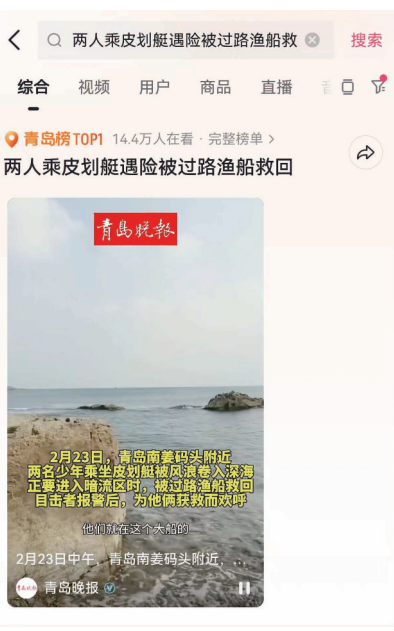 两人乘皮划艇遇险被过路渔船救
搜索
综合 视频 用户 商品 直播
青岛榜TOP1 14.4万人在看 · 完整榜单 >
两人乘皮划艇遇险被过路渔船救回
青岛晚报
2月23日,青岛南姜码头附近
两名少年乘坐皮划艇被风浪卷入深海
正要进入暗流区时,被过路渔船救回
目击者报警后,为他俩获救而欢呼
他们就在这个大船的
2月23日中午,青岛南姜码头附近,...
青岛晚报